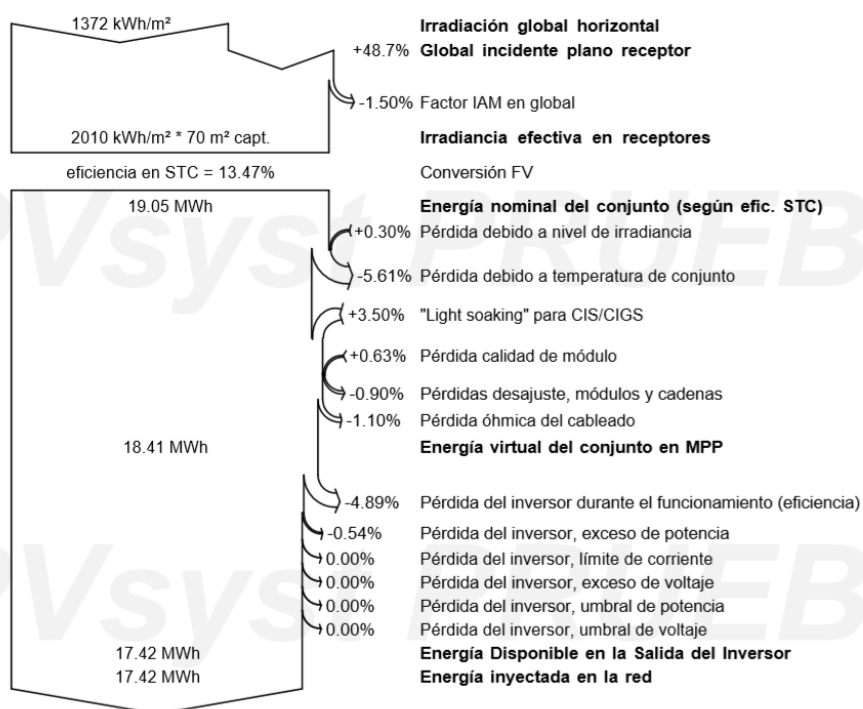 1372 kWh/m² Irradiación global horizontal
+48.7% Global incidente plano receptor
-1.50% Factor IAM en global
2010 kWh/m² * 70 m² capt. Irradiancia efectiva en receptores
eficiencia en STC = 13.47% Conversión FV
19.05 MWh Energía nominal del conjunto (según efic. STC)
+0.30% Pérdida debido a nivel de irradiancia
-5.61% Pérdida debido a temperatura de conjunto
+3.50% "Light soaking" para CIS/CIGS
+0.63% Pérdida calidad de módulo
-0.90% Pérdidas desajuste, módulos y cadenas
-1.10% Pérdida óhmica del cableado
18.41 MWh Energía virtual del conjunto en MPP
-4.89% Pérdida del inversor durante el funcionamiento (eficiencia)
-0.54% Pérdida del inversor, exceso de potencia
0.00% Pérdida del inversor, límite de corriente
0.00% Pérdida del inversor, exceso de voltaje
0.00% Pérdida del inversor, umbral de potencia
0.00% Pérdida del inversor, umbral de voltaje
17.42 MWh Energía Disponible en la Salida del Inversor
17.42 MWh Energía inyectada en la red
PVsyst PRUEB
PVsyst PRUEB